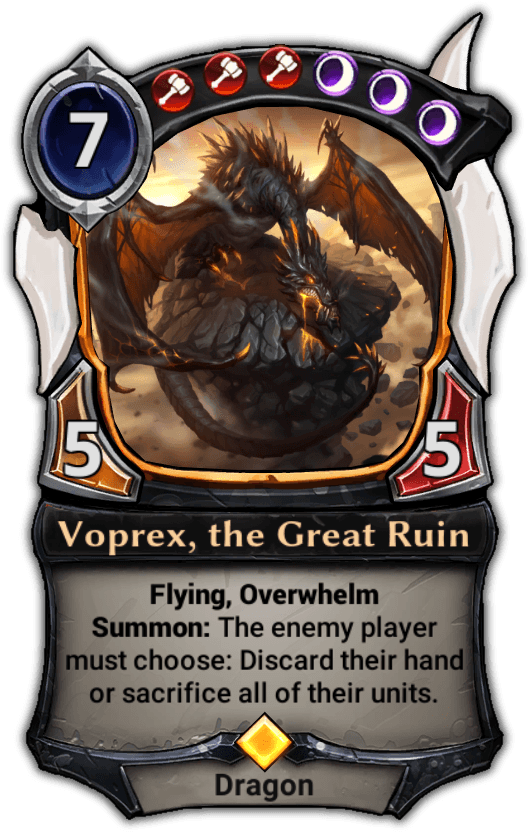 7
5
5
Voprex, the Great Ruin
Flying, Overwhelm
Summon: The enemy player
must choose: Discard their hand
or sacrifice all of their units.
Dragon